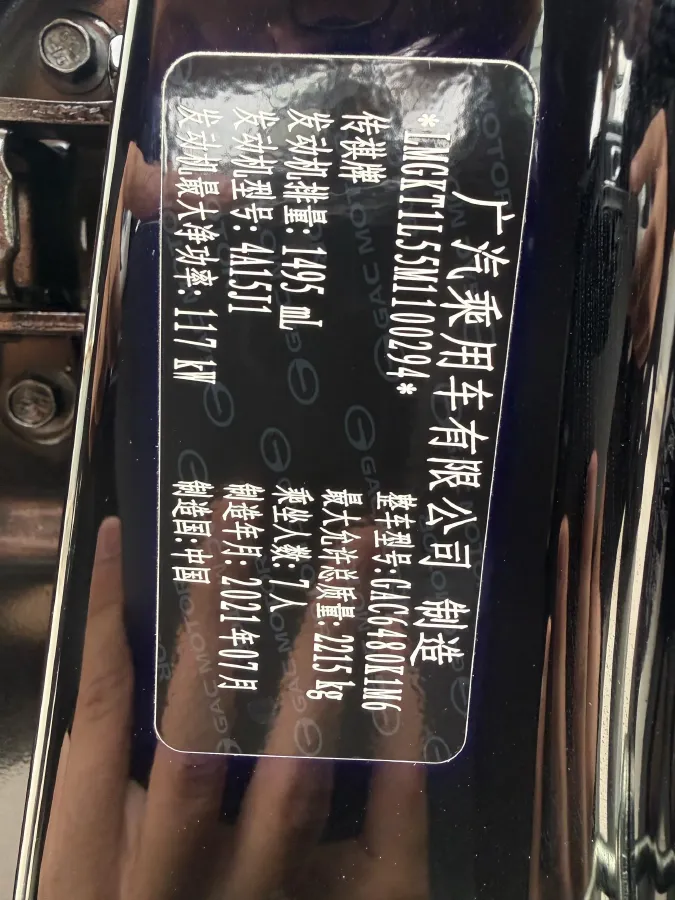 广汽乘用车有限公司 制造
*LMGKT1L55M1100294*
传祺牌 整车型号:GAC6480K1M6
发动机排量:1495 mL 最大允许总质量:2215 kg
发动机型号:4A15J1 乘坐人数:7人
发动机最大净功率:117 kW 制造年月:2021年07月
制造国:中国
GAC MOTOR